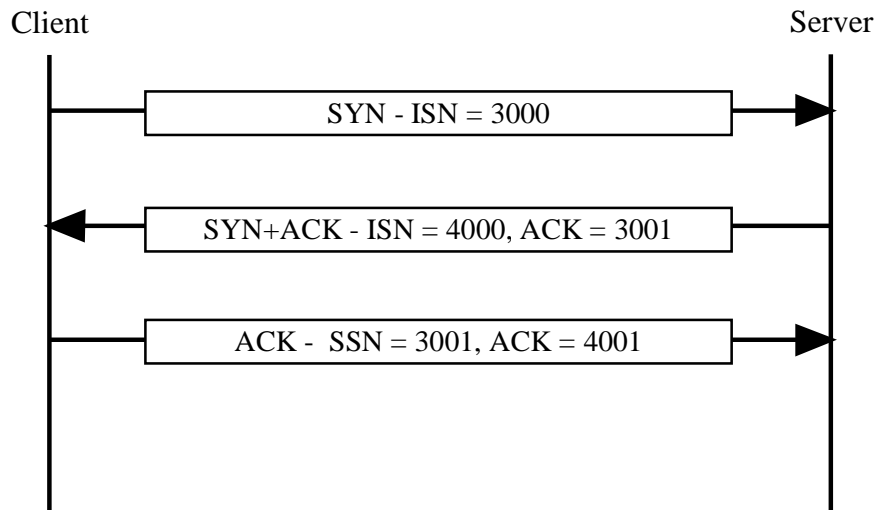 Client
Server
SYN - ISN = 3000
SYN+ACK - ISN = 4000, ACK = 3001
ACK - SSN = 3001, ACK = 4001